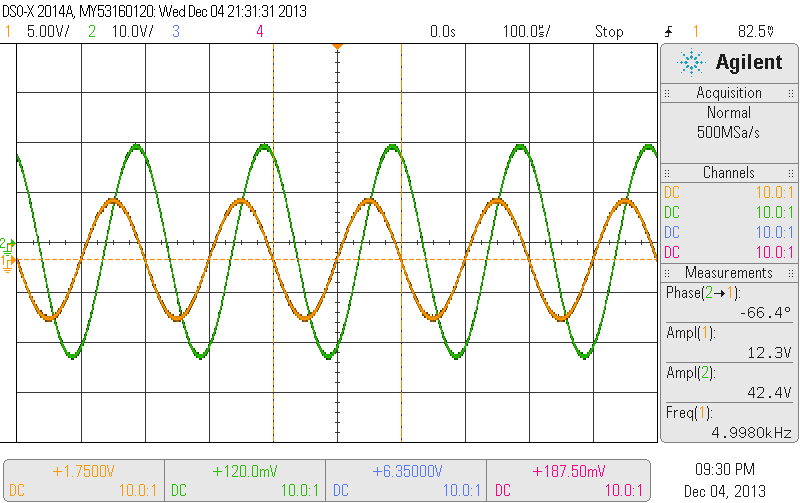 DSO-X 2014A, MY53160120: Wed Dec 04 21:31:31 2013
1 5.00V/ 2 10.0V/ 3 4 0.0s 100.0us/ Stop 1 82.5%
Agilent
Acquisition
Normal
500MSa/s
Channels
DC 10.0:1
DC 10.0:1
DC 10.0:1
DC 10.0:1
Measurements
Phase(2→1):
-66.4°
Ampl(1):
12.3V
Ampl(2):
42.4V
Freq(1):
4.9980kHz
2
1
+1.7500V +120.0mV +6.35000V +187.50mV
DC 10.0:1 DC 10.0:1 DC 10.0:1 DC 10.0:1
09:30 PM
Dec 04, 2013